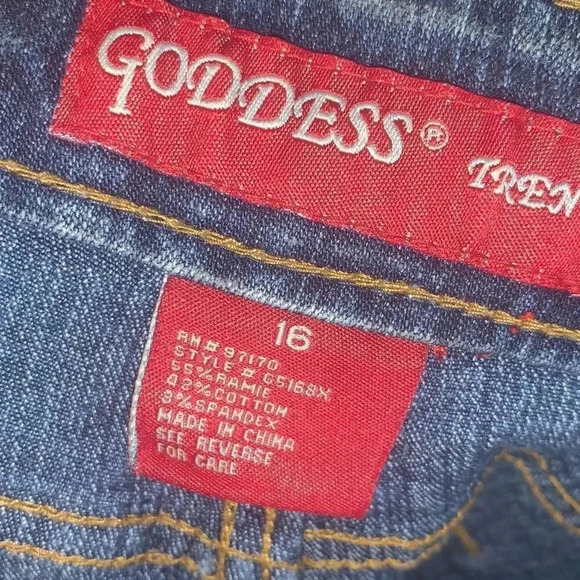 GODDESS® TREN
16
RN # 97170
STYLE # G5168X
55% RAMIE
42% COTTON
3% SPANDEX
MADE IN CHINA
SEE REVERSE
FOR CARE